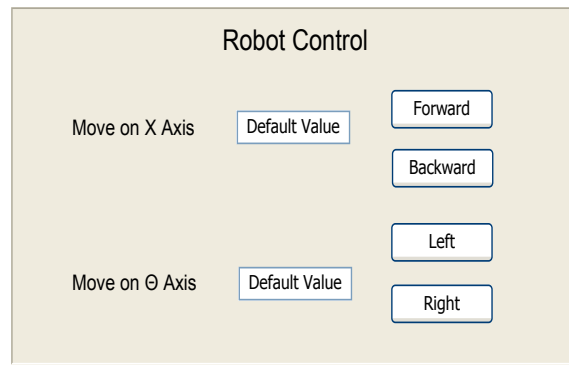 Robot Control
Move on X Axis
Default Value
Forward
Backward
Move on Θ Axis
Default Value
Left
Right